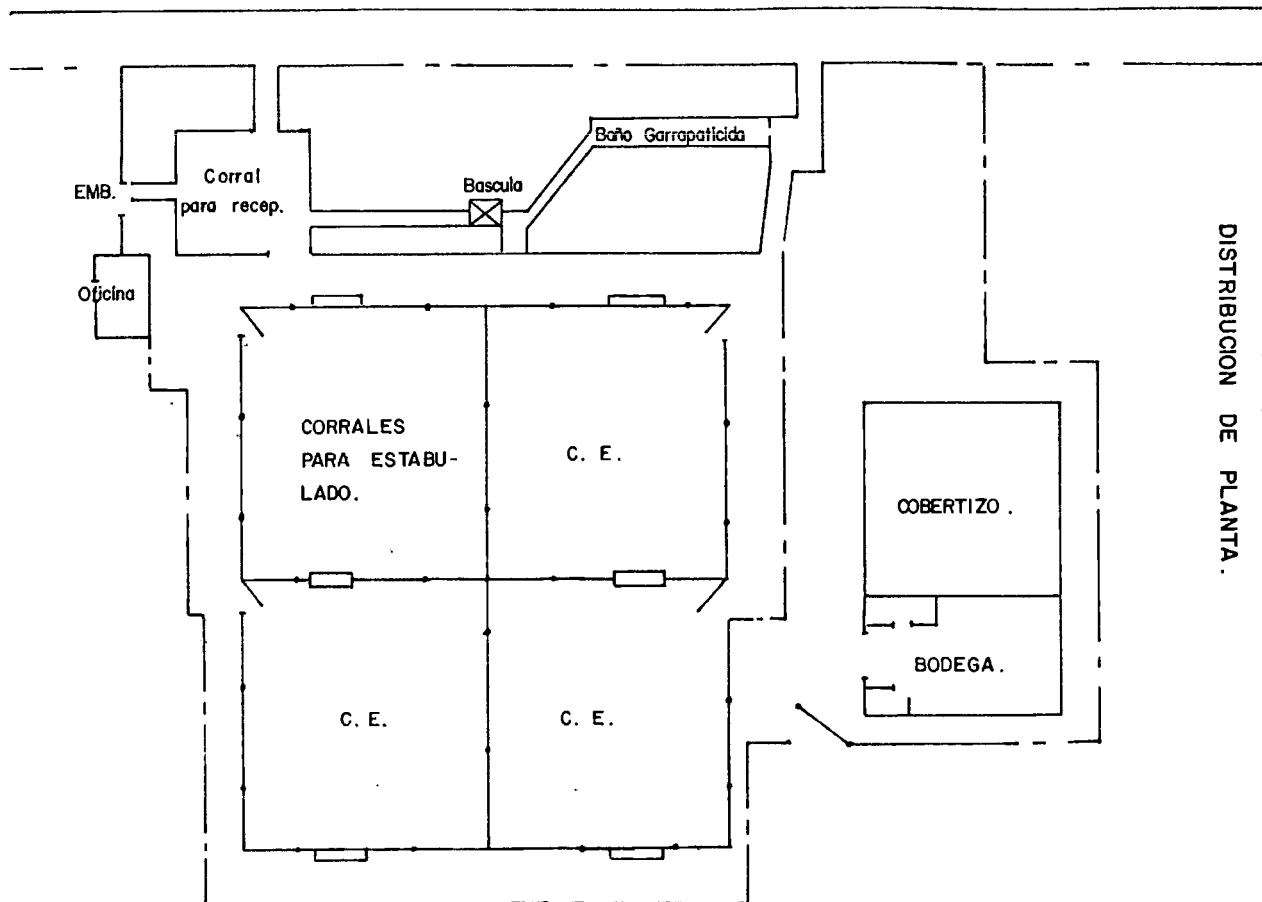 Baño Garrapaticida
Corral
para recep.
EMB.
Bascula
Oficina
CORRALES
PARA ESTABU-
LADO.
C. E.
COBERTIZO.
BODEGA.
C. E.
C. E.
DISTRIBUCION DE PLANTA.